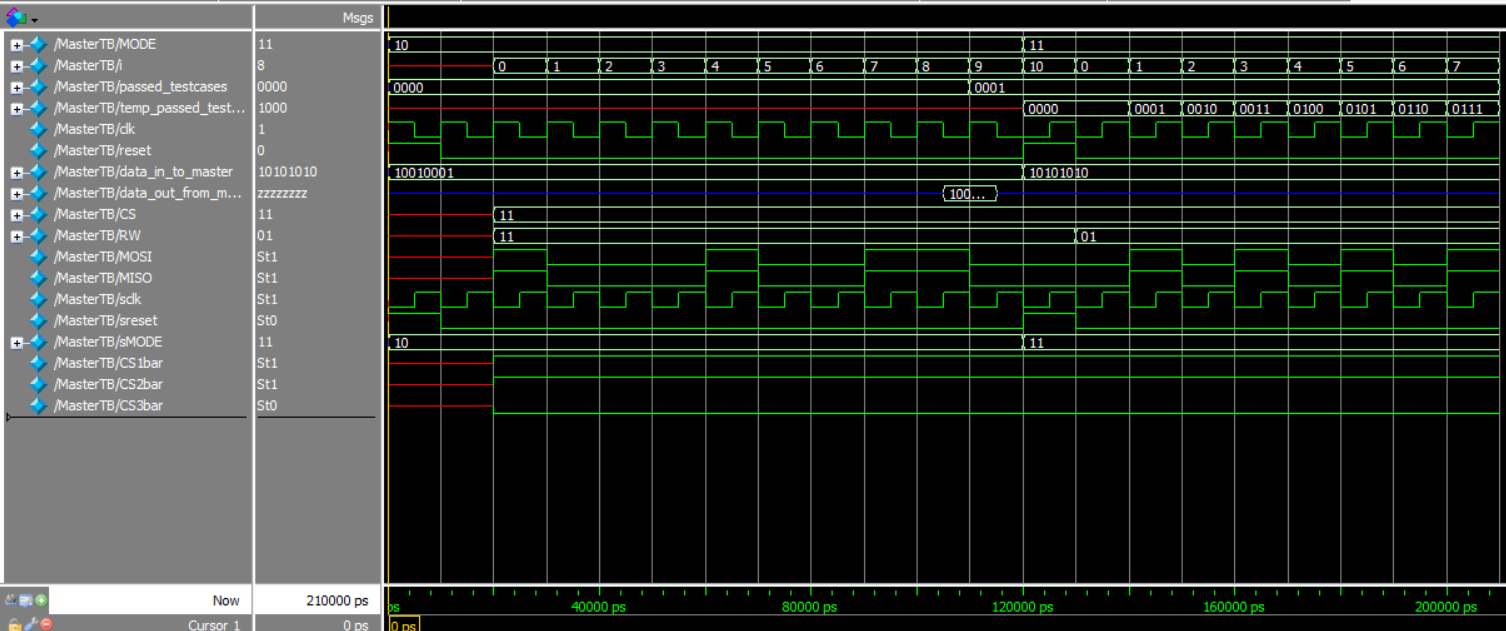 Msgs
/MasterTB/MODE 11 10 11
/MasterTB/i 8 0 1 2 3 4 5 6 7 8 9 10 0 1 2 3 4 5 6 7
/MasterTB/passed_testcases 0000 0000 0001
/MasterTB/temp_passed_test... 1000 0000 0001 0010 0011 0100 0101 0110 0111
/MasterTB/clk 1
/MasterTB/reset 0
/MasterTB/data_in_to_master 10101010 10010001 10101010
/MasterTB/data_out_from_m... zzzzzzzz 100...
/MasterTB/CS 11 11
/MasterTB/RW 01 11 01
/MasterTB/MOSI St1
/MasterTB/MISO St1
/MasterTB/sclk St1
/MasterTB/sreset St0
/MasterTB/sMODE 11 10 11
/MasterTB/CS1bar St1
/MasterTB/CS2bar St1
/MasterTB/CS3bar St0
Now 210000 ps ps 40000 ps 80000 ps 120000 ps 160000 ps 200000 ps
Cursor 1 0 ps 0 ps